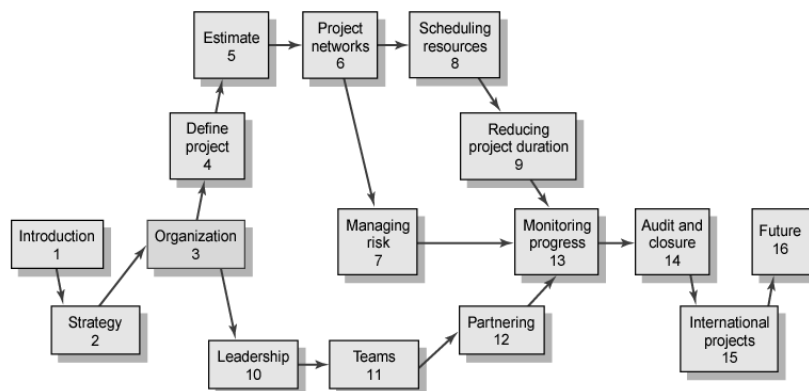 Estimate
5
Project
networks
6
Scheduling
resources
8
Define
project
4
Reducing
project duration
9
Introduction
1
Organization
3
Managing
risk
7
Monitoring
progress
13
Audit and
closure
14
Future
16
Strategy
2
Leadership
10
Teams
11
Partnering
12
International
projects
15